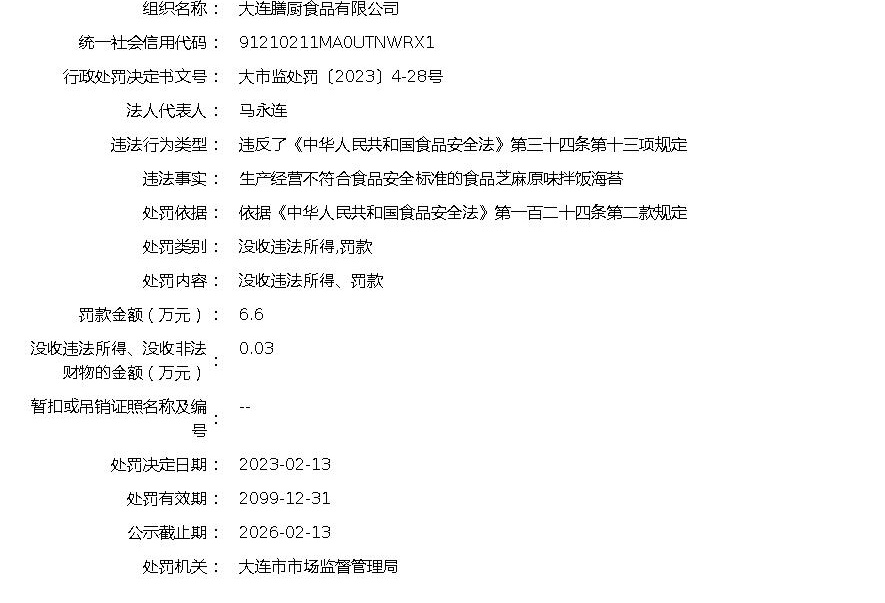 组织名称： 大连膳厨食品有限公司
统一社会信用代码： 91210211MA0UTNWRX1
行政处罚决定书文号： 大市监处罚〔2023〕4-28号
法人代表人： 马永连
违法行为类型： 违反了《中华人民共和国食品安全法》第三十四条第十三项规定
违法事实： 生产经营不符合食品安全标准的食品芝麻原味拌饭海苔
处罚依据： 依据《中华人民共和国食品安全法》第一百二十四条第二款规定
处罚类别： 没收违法所得,罚款
处罚内容： 没收违法所得、罚款
罚款金额（万元）： 6.6
没收违法所得、没收非法
财物的金额（万元）： 0.03
暂扣或吊销证照名称及编
号： --
处罚决定日期： 2023-02-13
处罚有效期： 2099-12-31
公示截止期： 2026-02-13
处罚机关： 大连市市场监督管理局